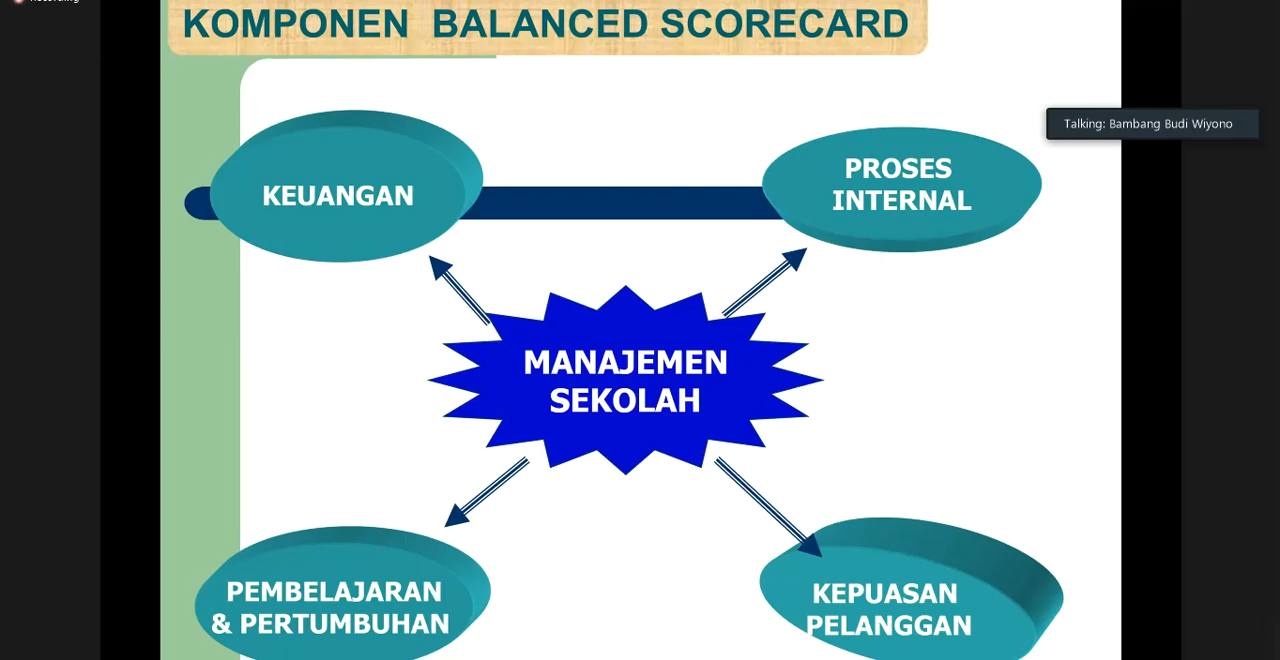 KOMPONEN BALANCED SCORECARD
Talking: Bambang Budi Wiyono
KEUANGAN
PROSES
INTERNAL
MANAJEMEN
SEKOLAH
PEMBELAJARAN
& PERTUMBUHAN
KEPUASAN
PELANGGAN